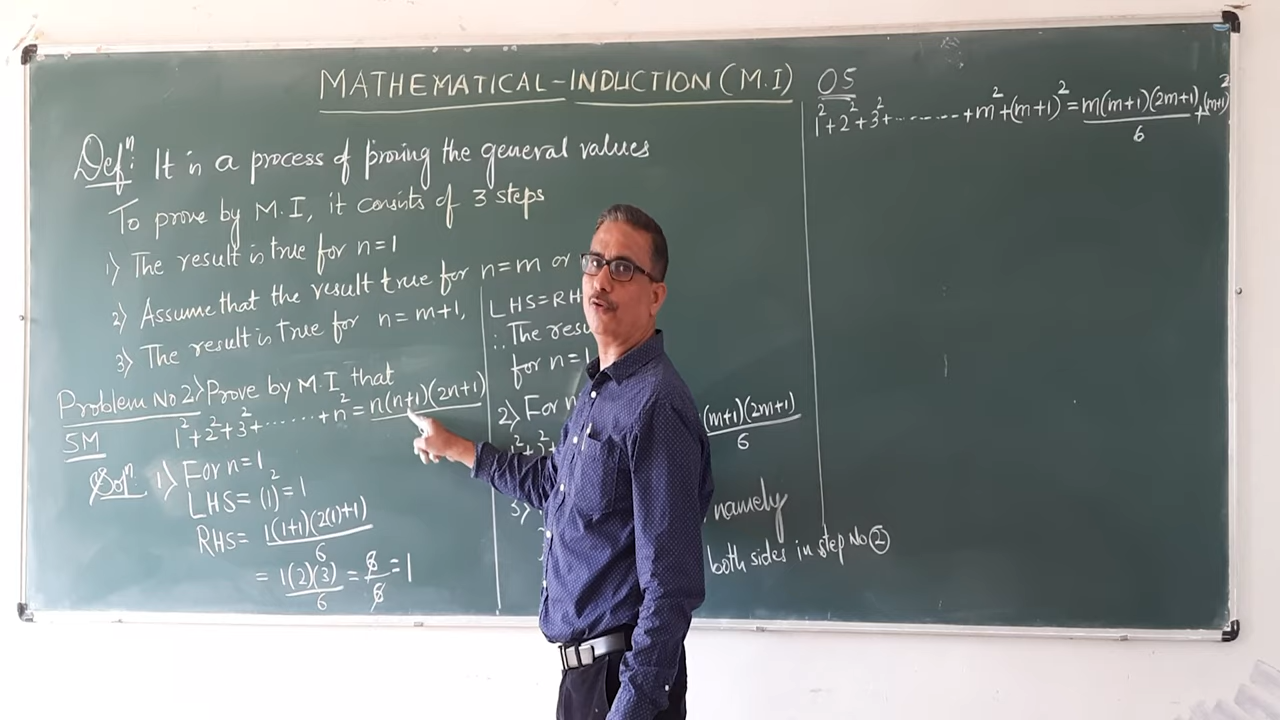 MATHEMATICAL-INDUCTION (M.I) 05
Defⁿ: It is a process of proving the general values
To prove by M.I, it consists of 3 steps
1) The result is true for n=1
2) Assume that the result true for n=m or
3) The result is true for n=m+1,
Problem No 2) Prove by M.I that
1²+2²+3²+.......+n²= n(n+1)(2n+1)
5M
Solⁿ: 1) For n=1
LHS= (1)²=1
RHS= 1(1+1)(2(1)+1)
6
= 1(2)(3) = 6 =1
6 6
LHS=RH
∴ The resu
for n=1
2) For n
(m+1)(2m+1)
6
1²+2²+
3)
namely
both sides in step No ②
1²+2²+3²+.......+m²+(m+1)²= m(m+1)(2m+1) +(m+1)²
6